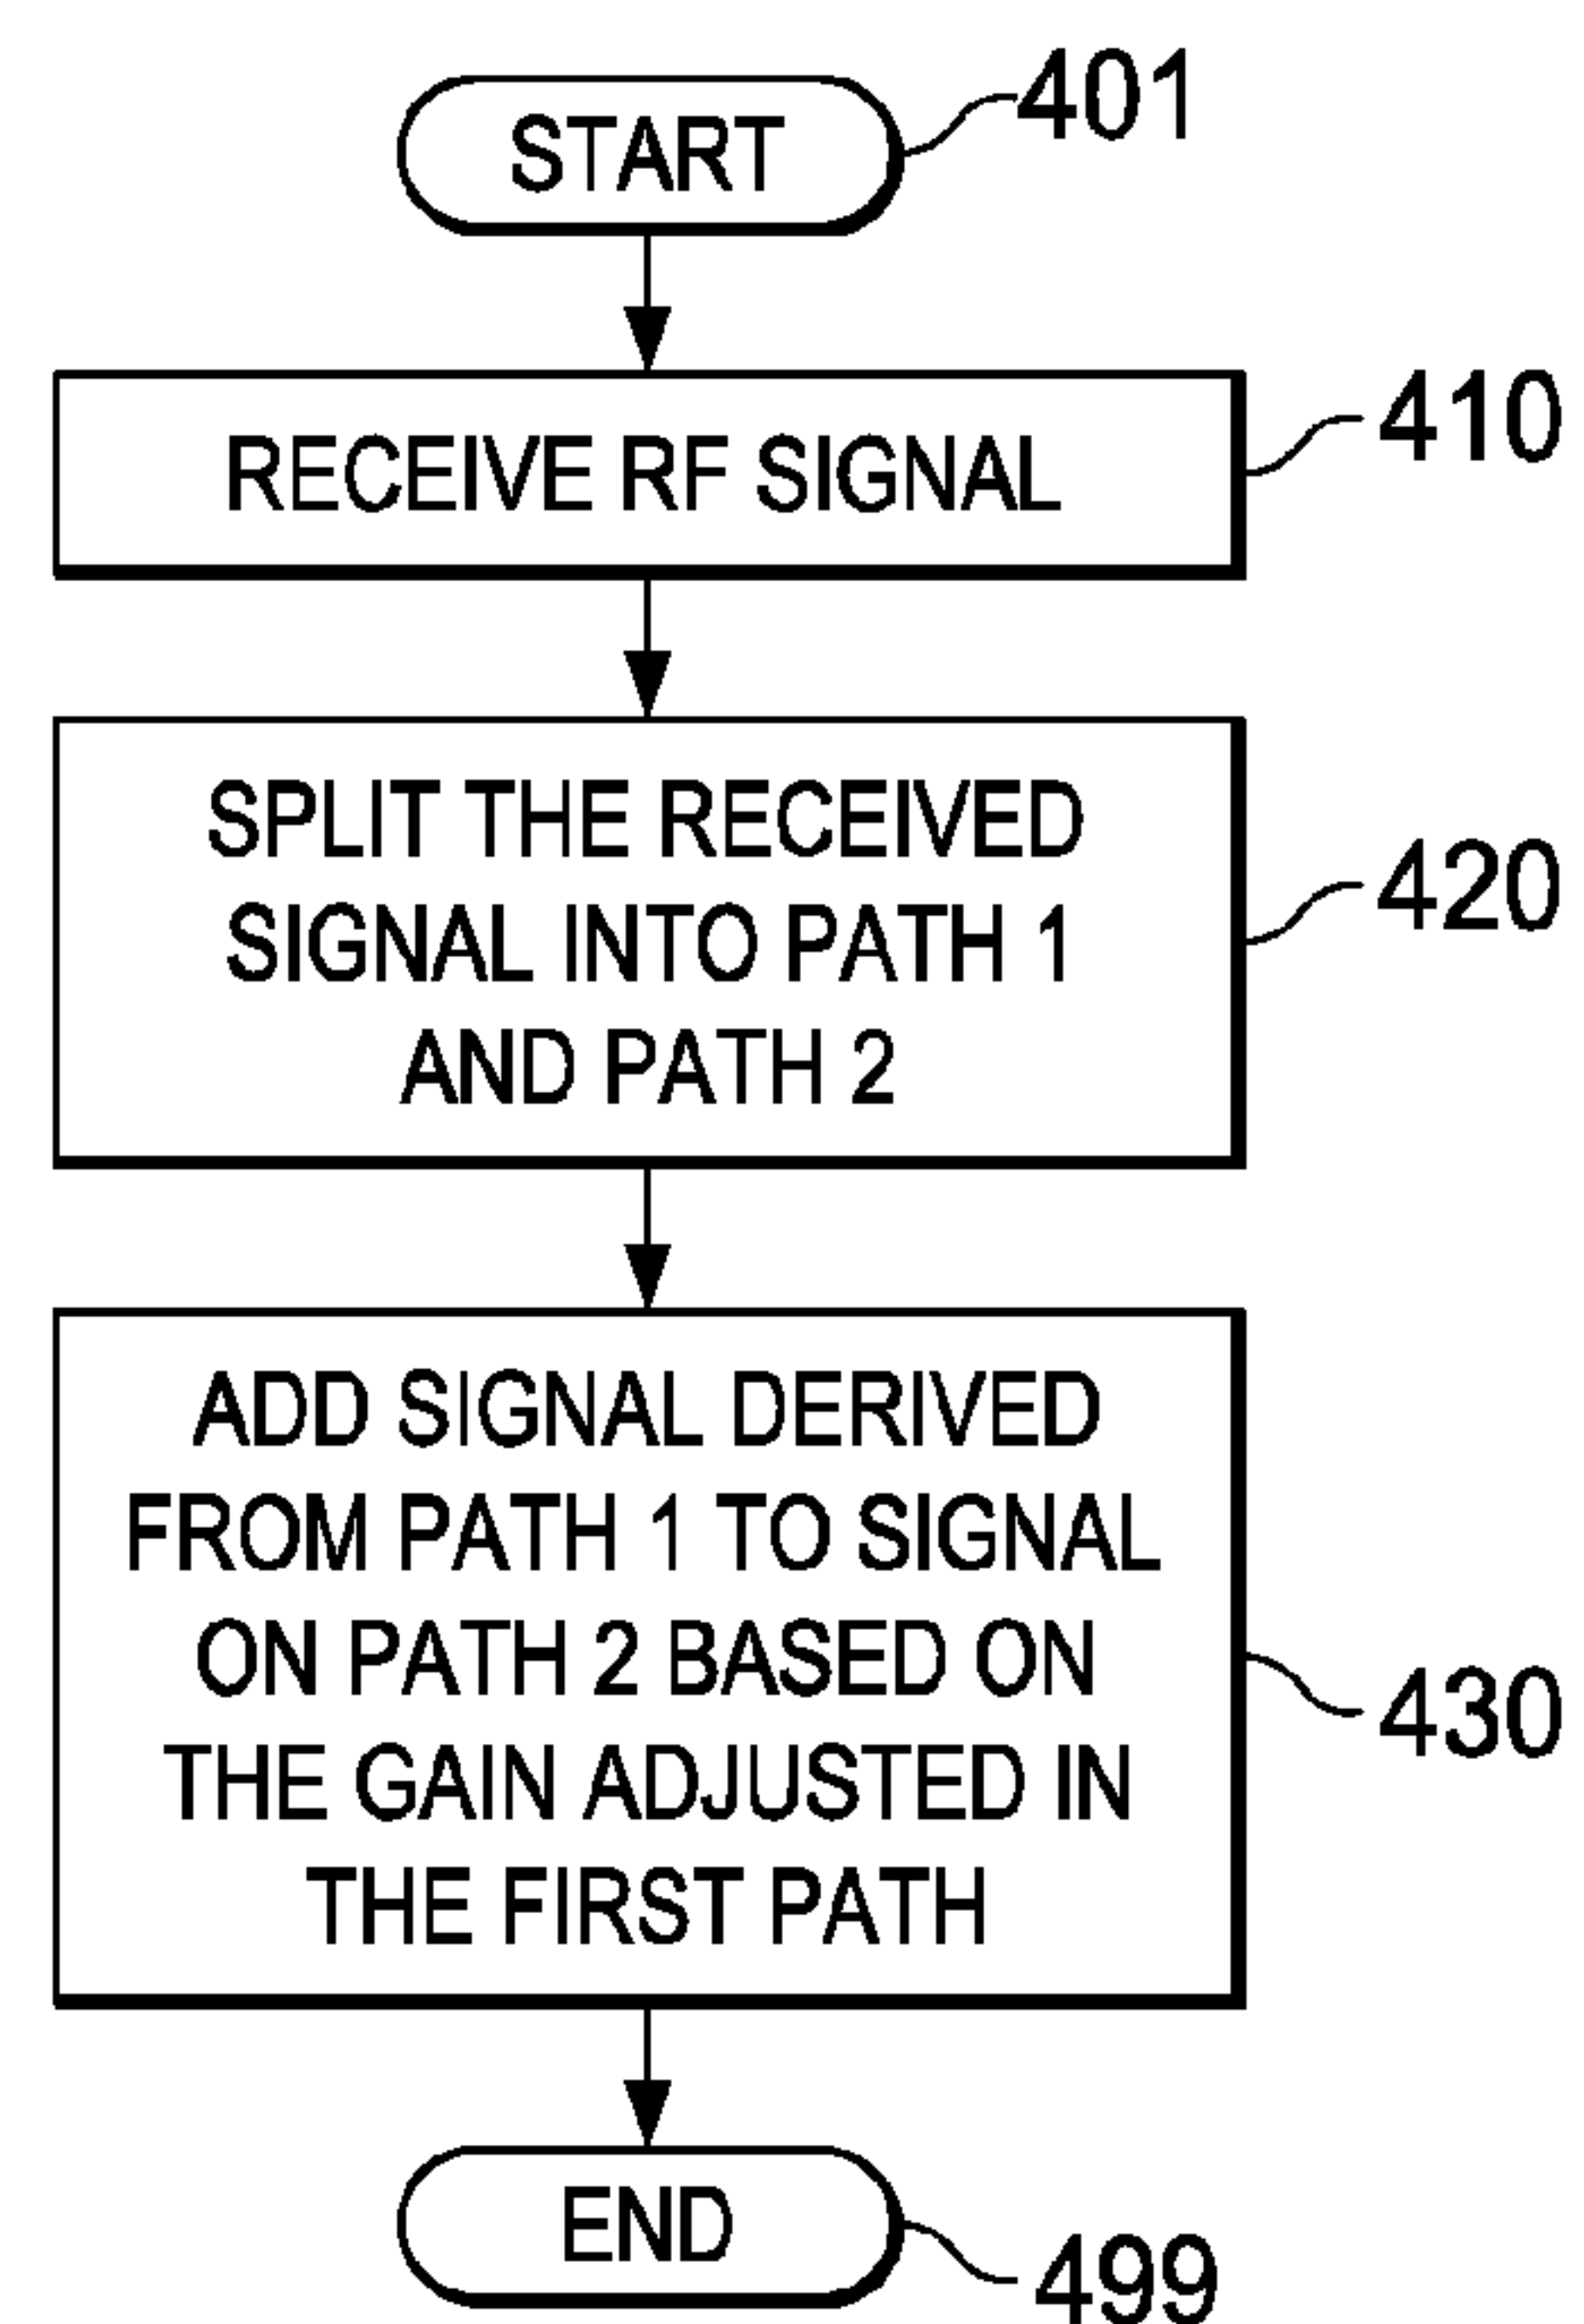 START
401
RECEIVE RF SIGNAL
410
SPLIT THE RECEIVED
SIGNAL INTO PATH 1
AND PATH 2
420
ADD SIGNAL DERIVED
FROM PATH 1 TO SIGNAL
ON PATH 2 BASED ON
THE GAIN ADJUSTED IN
THE FIRST PATH
430
END
499